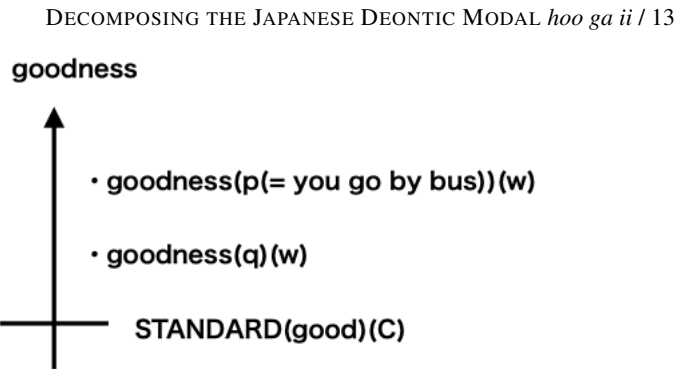 DECOMPOSING THE JAPANESE DEONTIC MODAL hoo ga ii / 13
goodness
・goodness(p(= you go by bus))(w)
・goodness(q)(w)
STANDARD(good)(C)